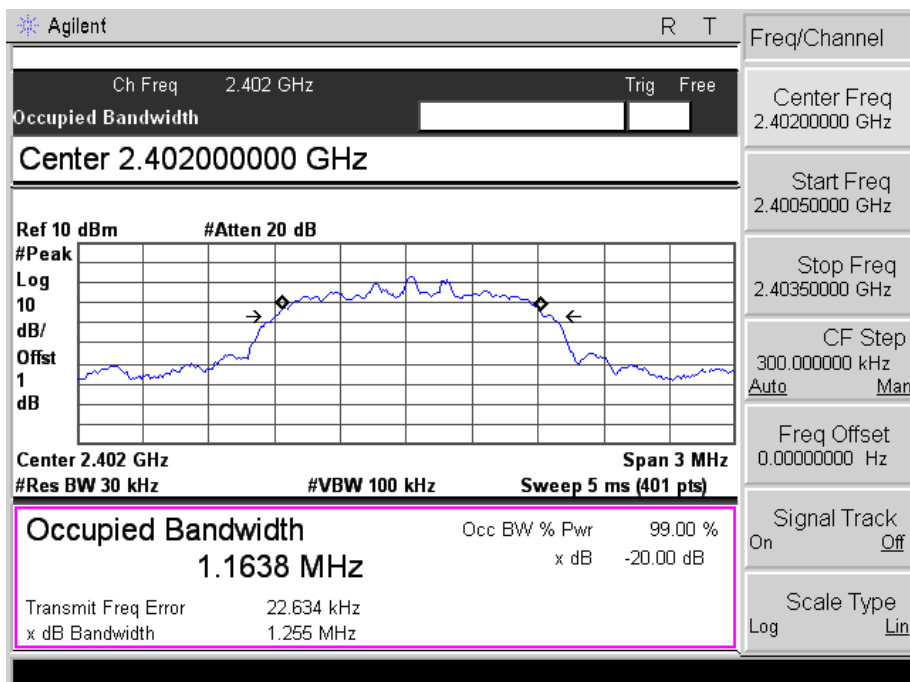 Agilent R T
Ch Freq 2.402 GHz Trig Free
Occupied Bandwidth
Center 2.402000000 GHz
Ref 10 dBm #Atten 20 dB
#Peak
Log
10
dB/
Offst
1
dB
Center 2.402 GHz Span 3 MHz
#Res BW 30 kHz #VBW 100 kHz Sweep 5 ms (401 pts)
Occupied Bandwidth
1.1638 MHz
Occ BW % Pwr 99.00 %
x dB -20.00 dB
Transmit Freq Error 22.634 kHz
x dB Bandwidth 1.255 MHz
Freq/Channel
Center Freq
2.40200000 GHz
Start Freq
2.40050000 GHz
Stop Freq
2.40350000 GHz
CF Step
300.000000 kHz
Auto Man
Freq Offset
0.00000000 Hz
Signal Track
On Off
Scale Type
Log Lin